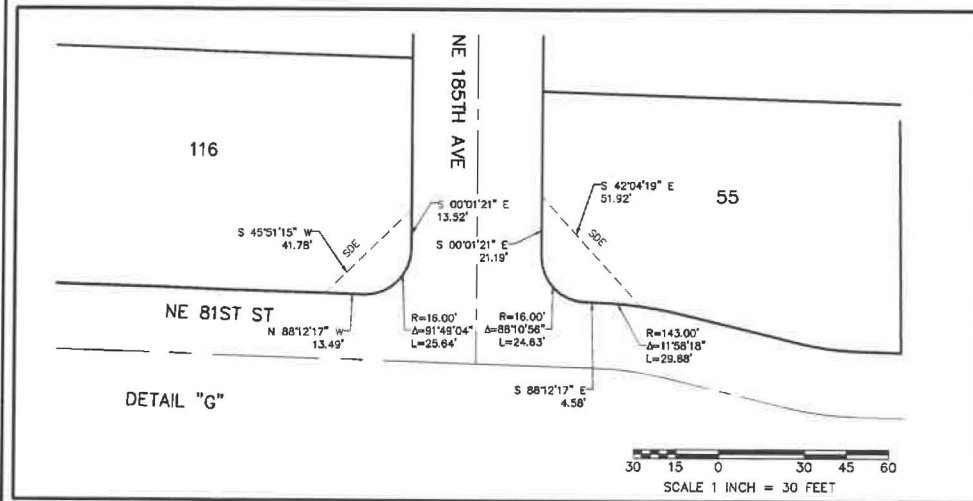 NE 185TH AVE
116
55
S 42°04'19" E
51.92'
SDE
S 00°01'21" E
13.52'
S 45°51'15" W
41.78'
SDE
S 00°01'21" E
21.19'
NE 81ST ST
N 88°12'17" W
13.49'
R=16.00'
Δ=91°49'04"
L=25.64'
R=16.00'
Δ=88°10'56"
L=24.63'
R=143.00'
Δ=11°58'18"
L=29.88'
S 88°12'17" E
4.58'
DETAIL "G"
30 15 0 30 45 60
SCALE 1 INCH = 30 FEET